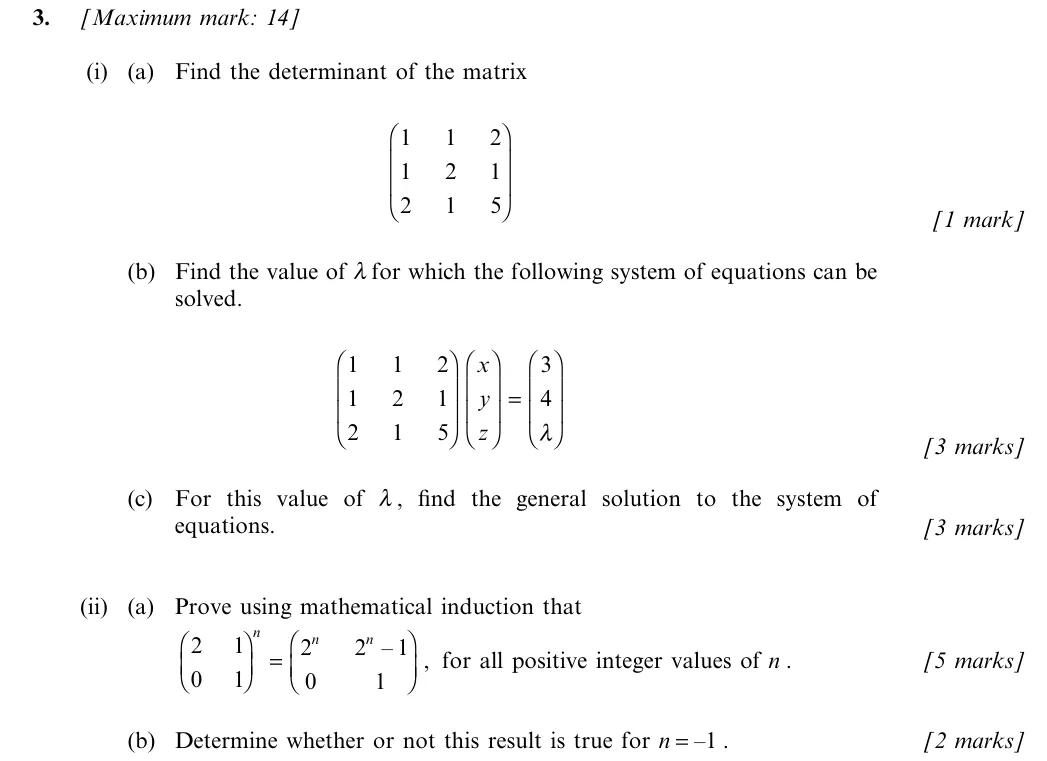 3. [Maximum mark: 14]
(i) (a) Find the determinant of the matrix
1 1 2
1 2 1
2 1 5
[1 mark]
(b) Find the value of λ for which the following system of equations can be
solved.
(1 1 2) (x) (3)
(1 2 1) (y) = (4)
(2 1 5) (z) (λ)
[3 marks]
(c) For this value of λ, find the general solution to the system of
equations. [3 marks]
(ii) (a) Prove using mathematical induction that
(2 1; 0 1)ⁿ = (2ⁿ 2ⁿ – 1; 0 1), for all positive integer values of n . [5 marks]
(b) Determine whether or not this result is true for n = –1 . [2 marks]